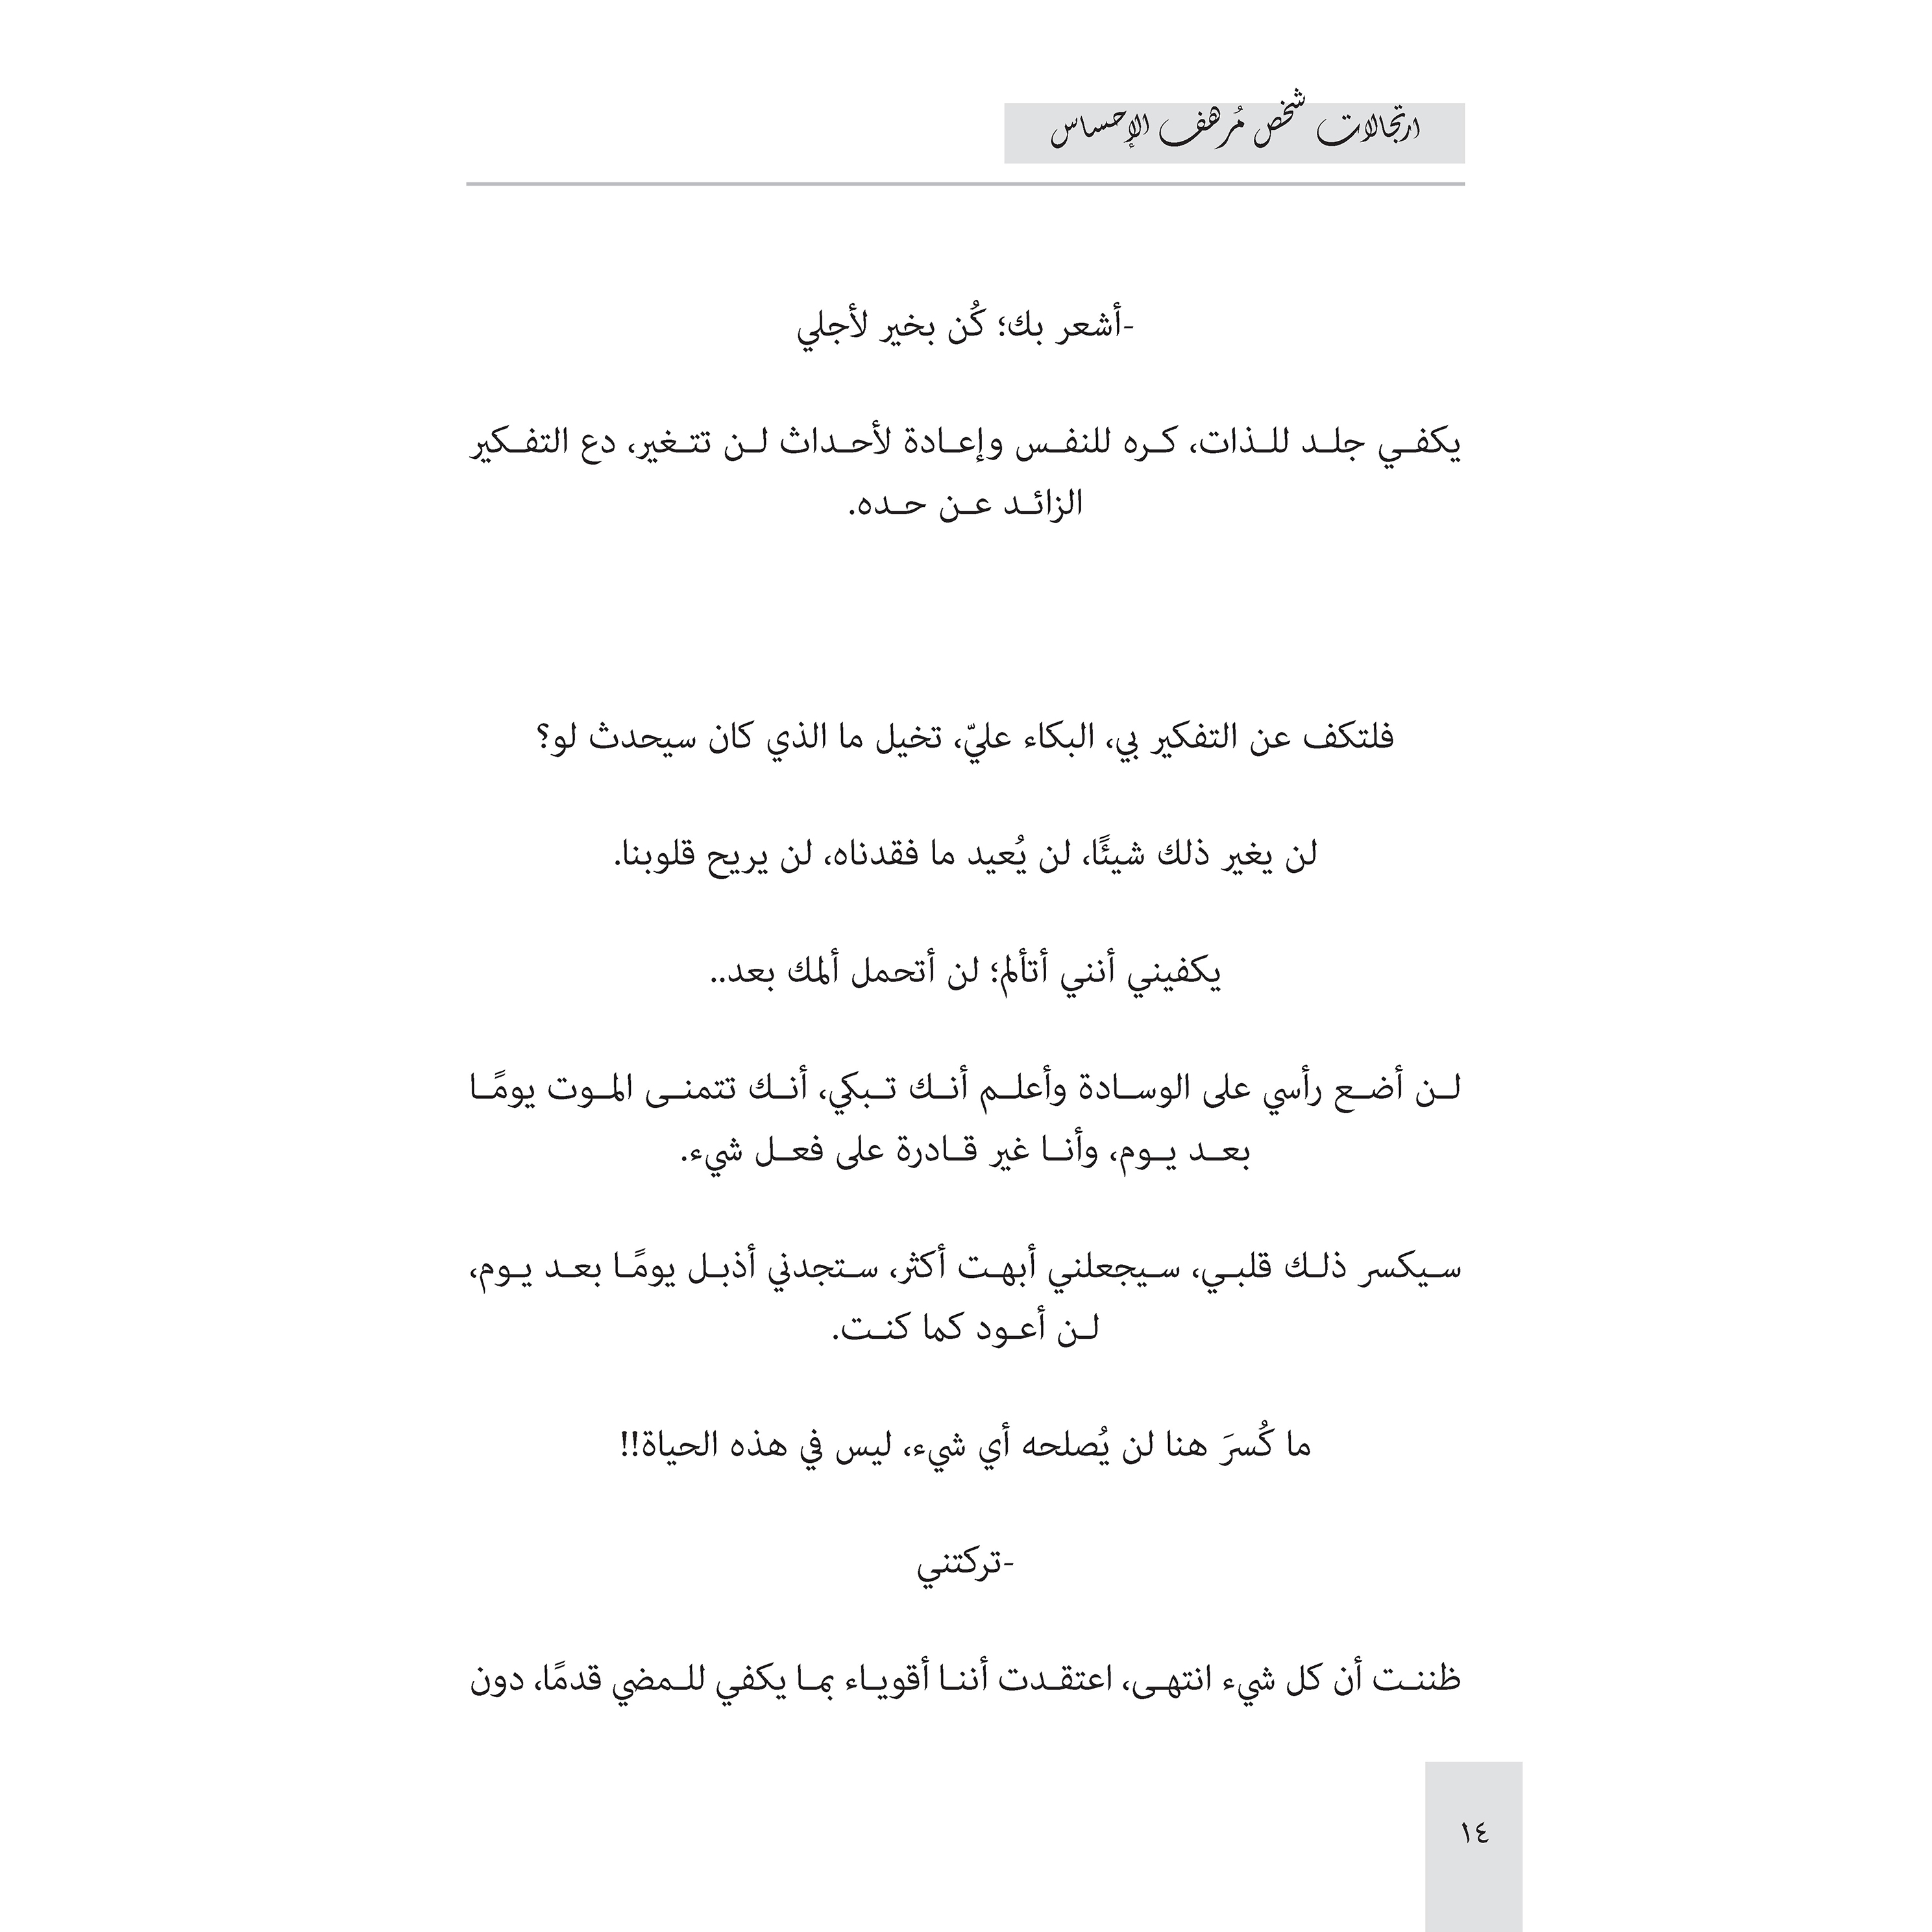 ارتجالات شخص مُرهف الإحساس
-أشعر بك؛ كُن بخير لأجلي
يكفي جلد للذات، كره للنفس وإعادة لأحداث لن تتغير، دع التفكير
الزائد عن حده.
فلتكف عن التفكير بي، البكاء عليّ، تخيل ما الذي كان سيحدث لو؟
لن يغير ذلك شيئًا، لن يُعيد ما فقدناه، لن يريح قلوبنا.
يكفيني أنني أتألم؛ لن أتحمل ألمك بعد..
لن أضع رأسي على الوسادة وأعلم أنك تبكي، أنك تتمنى الموت يومًا
بعد يوم، وأنا غير قادرة على فعل شيء.
سيكسر ذلك قلبي، سيجعلني أبهت أكثر، ستجدني أذبل يومًا بعد يوم،
لن أعود كما كنت.
ما كُسرَ هنا لن يُصلحه أي شيء، ليس في هذه الحياة!!
-تركتني
ظننت أن كل شيء انتهى، اعتقدت أننا أقوياء بما يكفي للمضي قدمًا، دون
١٤